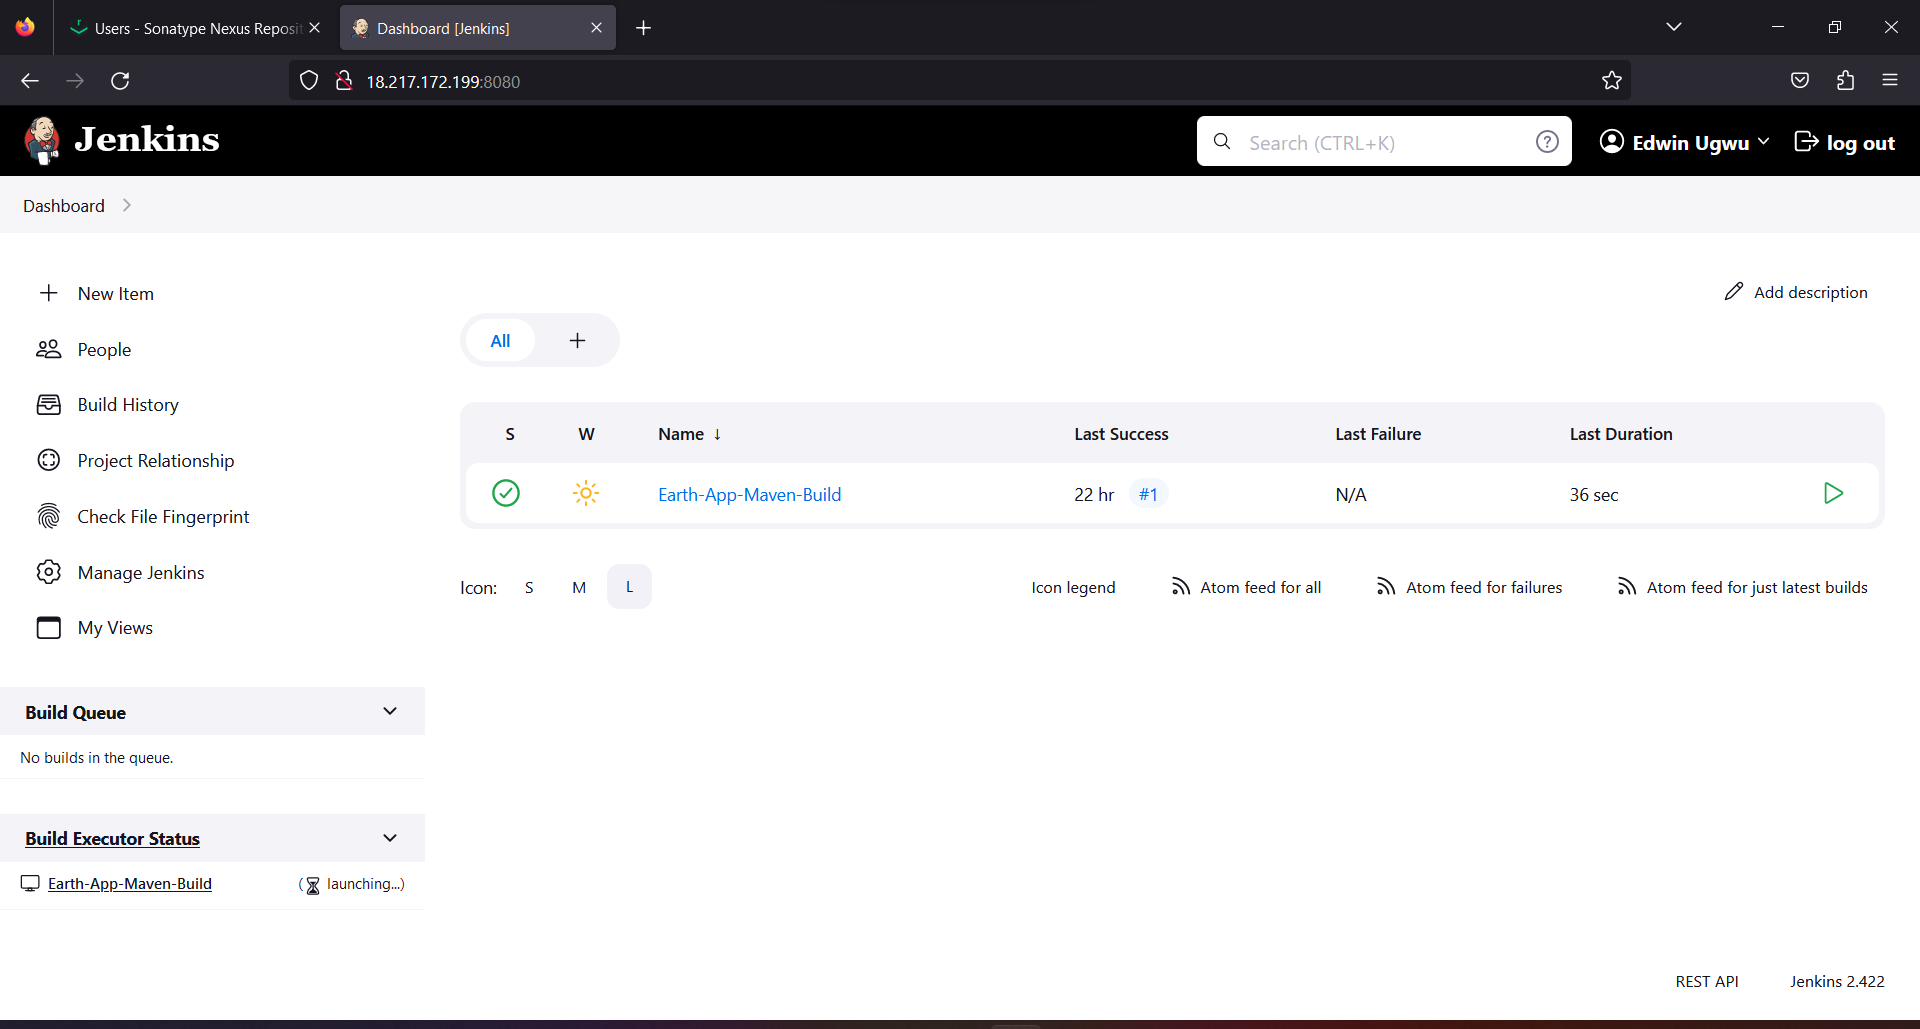 Users - Sonatype Nexus Reposit
Dashboard [Jenkins]
18.217.172.199:8080
Jenkins
Search (CTRL+K)
Edwin Ugwu
log out
Dashboard
New Item
Add description
People
All
Build History
Project Relationship
Check File Fingerprint
Manage Jenkins
My Views
S W Name ↓ Last Success Last Failure Last Duration
Earth-App-Maven-Build 22 hr #1 N/A 36 sec
Icon: S M L
Icon legend Atom feed for all Atom feed for failures Atom feed for just latest builds
Build Queue
No builds in the queue.
Build Executor Status
Earth-App-Maven-Build ( launching...)
REST API Jenkins 2.422